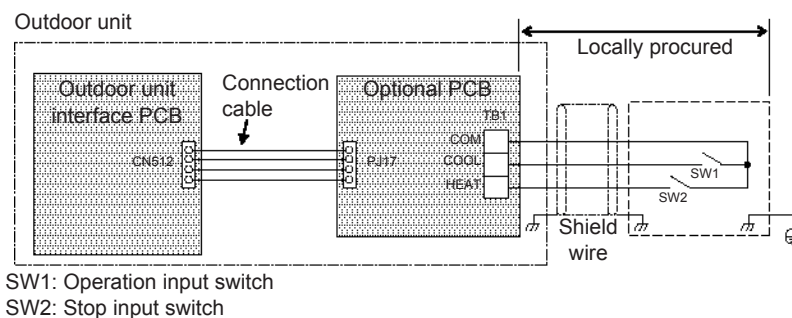 Outdoor unit
Locally procured
Outdoor unit
interface PCB
Connection
cable
Optional PCB
TB1
CN512
PJ17
COM
COOL
HEAT
SW1
SW2
Shield
wire
SW1: Operation input switch
SW2: Stop input switch